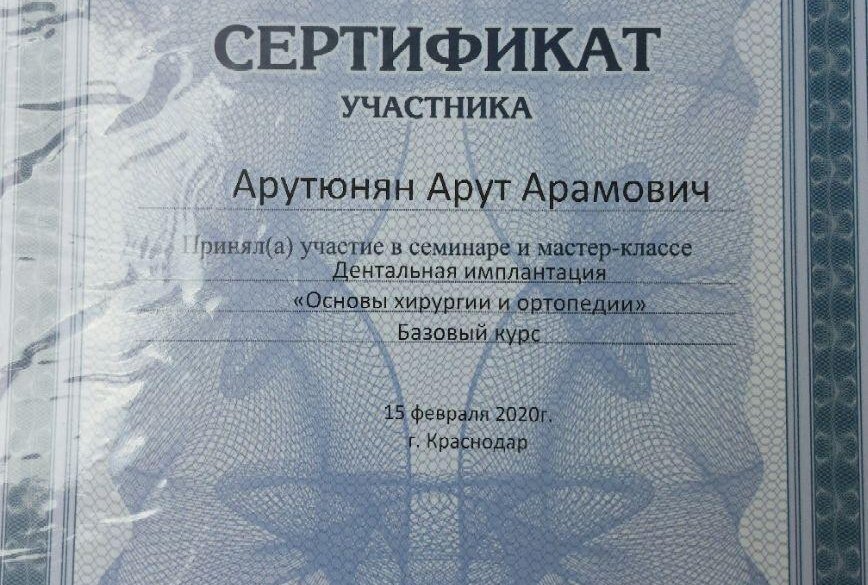 СЕРТИФИКАТ
УЧАСТНИКА
Арутюнян Арут Арамович
Принял(а) участие в семинаре и мастер-классе
Дентальная имплантация
«Основы хирургии и ортопедии»
Базовый курс
15 февраля 2020г.
г. Краснодар